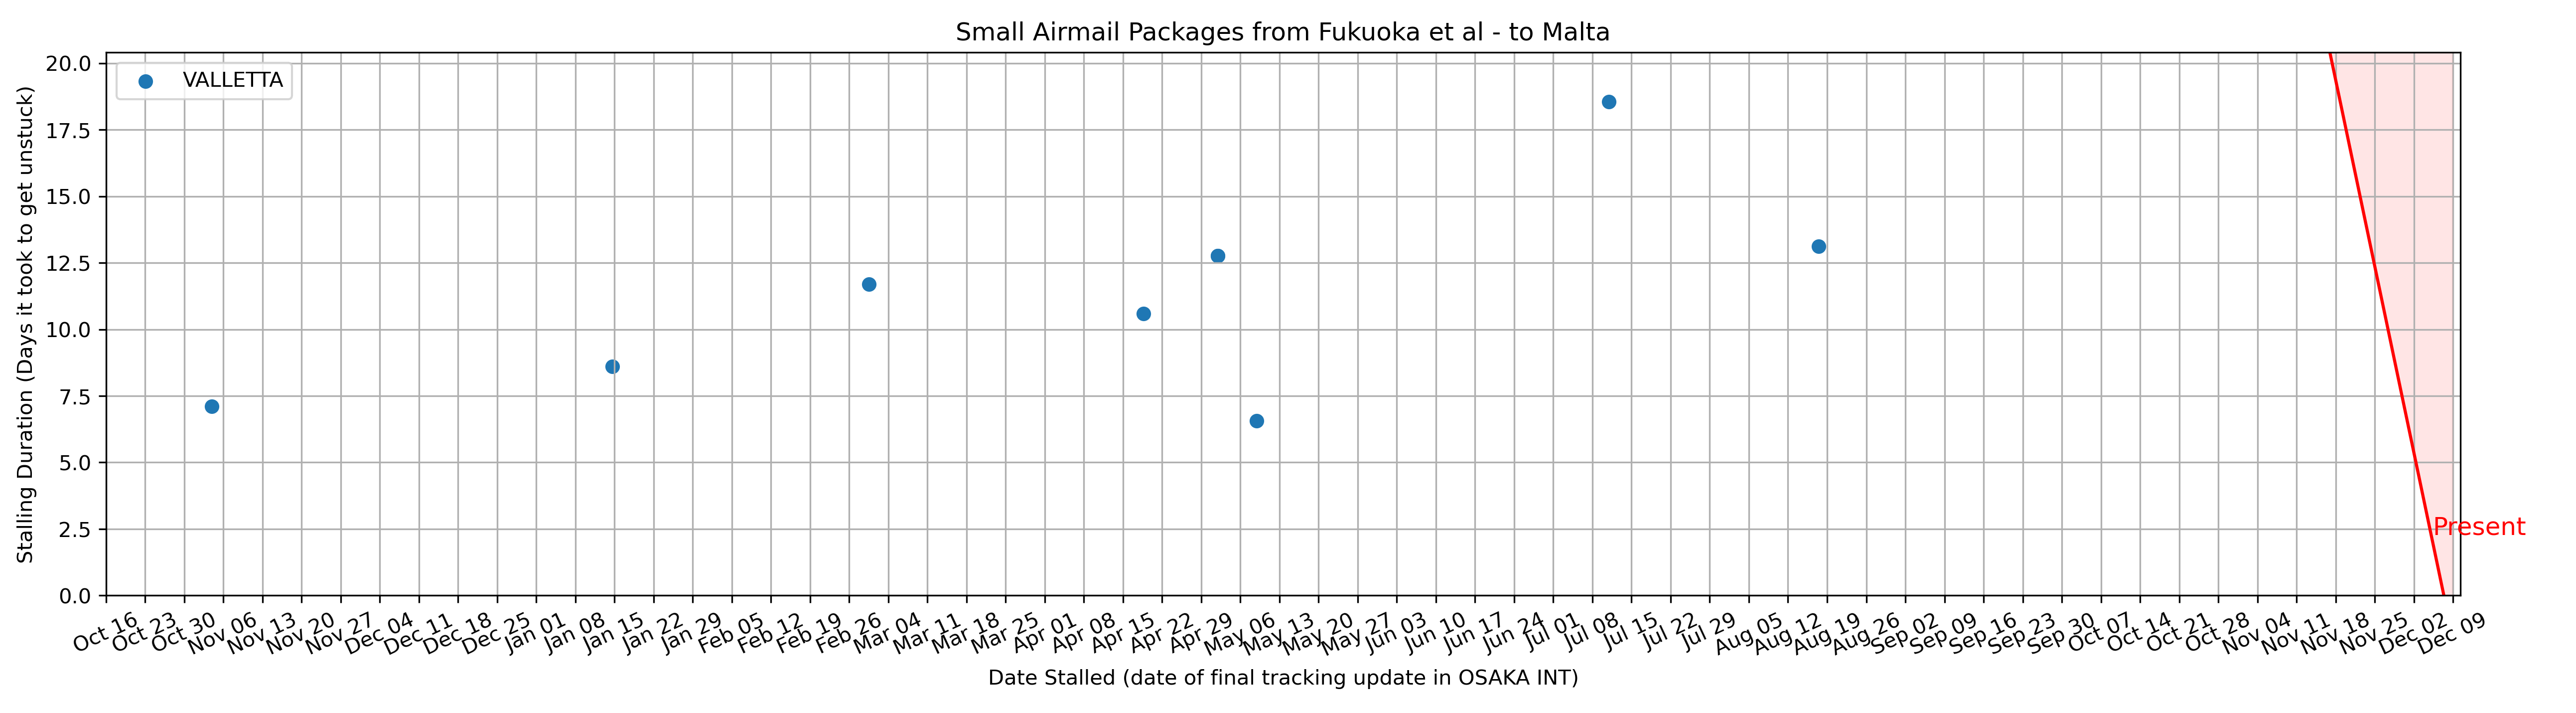 Small Airmail Packages from Fukuoka et al - to Malta
VALLETTA
Stalling Duration (Days it took to get unstuck)
20.0
17.5
15.0
12.5
10.0
7.5
5.0
2.5
0.0
Present
Oct 16
Oct 23
Oct 30
Nov 06
Nov 13
Nov 20
Nov 27
Dec 04
Dec 11
Dec 18
Dec 25
Jan 01
Jan 08
Jan 15
Jan 22
Jan 29
Feb 05
Feb 12
Feb 19
Feb 26
Mar 04
Mar 11
Mar 18
Mar 25
Apr 01
Apr 08
Apr 15
Apr 22
Apr 29
May 06
May 13
May 20
May 27
Jun 03
Jun 10
Jun 17
Jun 24
Jul 01
Jul 08
Jul 15
Jul 22
Jul 29
Aug 05
Aug 12
Aug 19
Aug 26
Sep 02
Sep 09
Sep 16
Sep 23
Sep 30
Oct 07
Oct 14
Oct 21
Oct 28
Nov 04
Nov 11
Nov 18
Nov 25
Dec 02
Dec 09
Date Stalled (date of final tracking update in OSAKA INT)